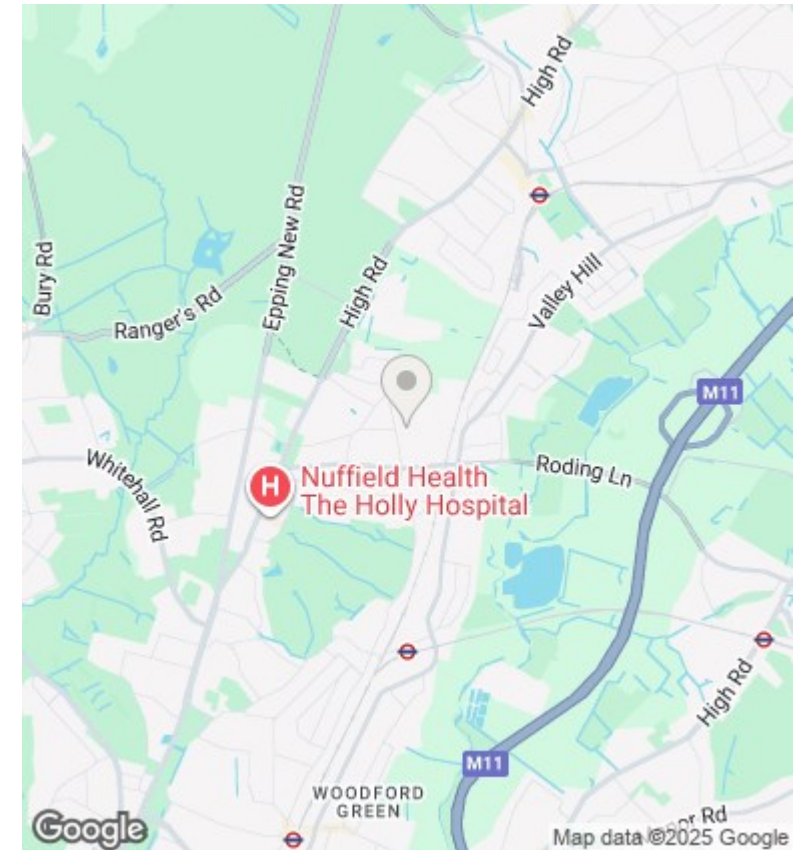 High Rd
Epping New Rd
Bury Rd
High Rd
Valley Hill
Ranger's Rd
M11
Whitehall Rd
H
Nuffield Health
The Holly Hospital
Roding Ln
High Rd
M11
WOODFORD
GREEN
Google
Map data ©2025 Google